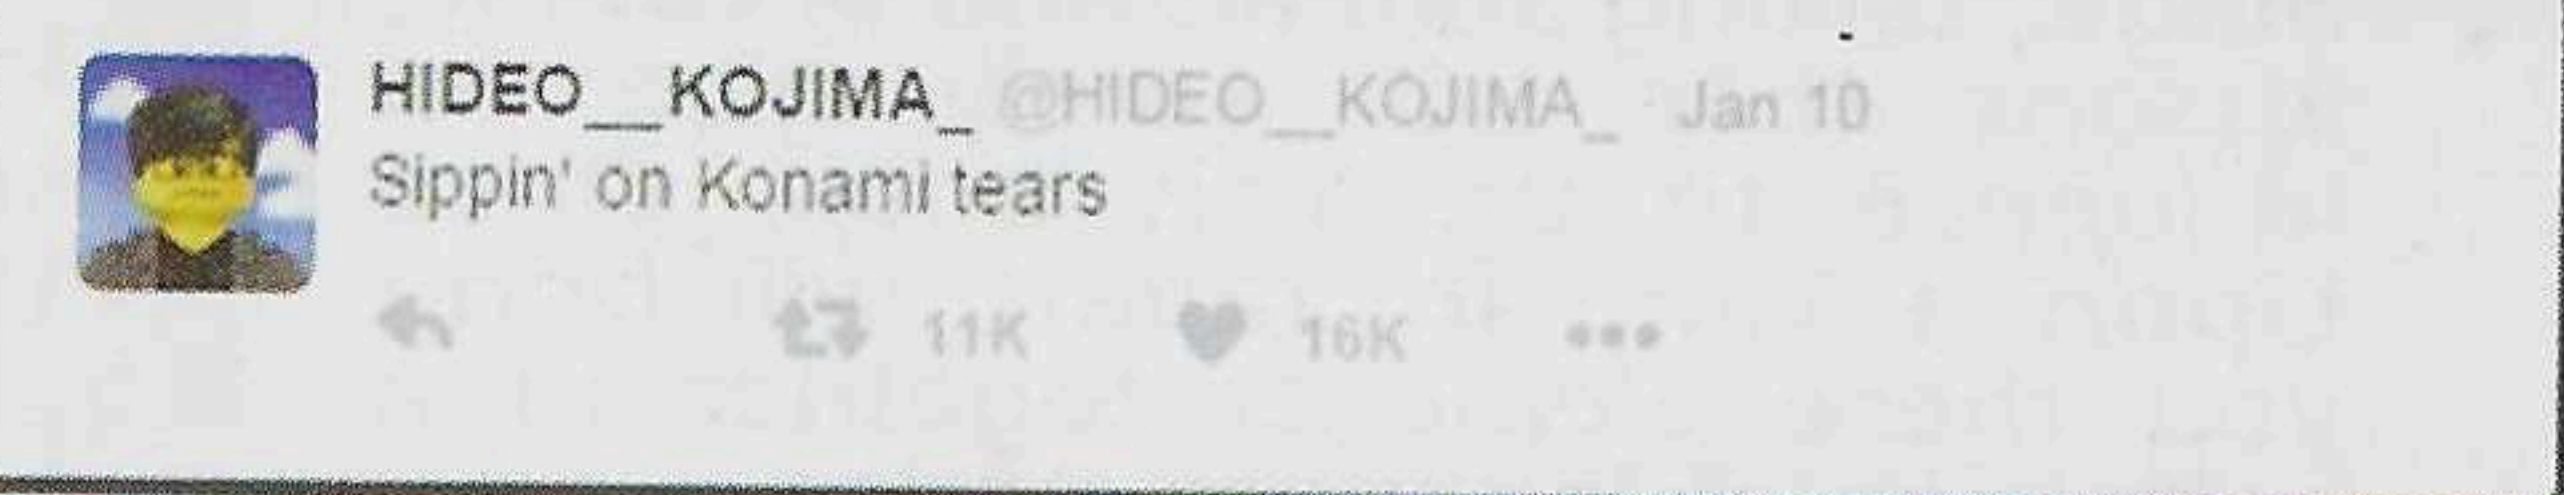 HIDEO__KOJIMA_ @HIDEO__KOJIMA_ · Jan 10
Sippin' on Konami tears
11K 16K